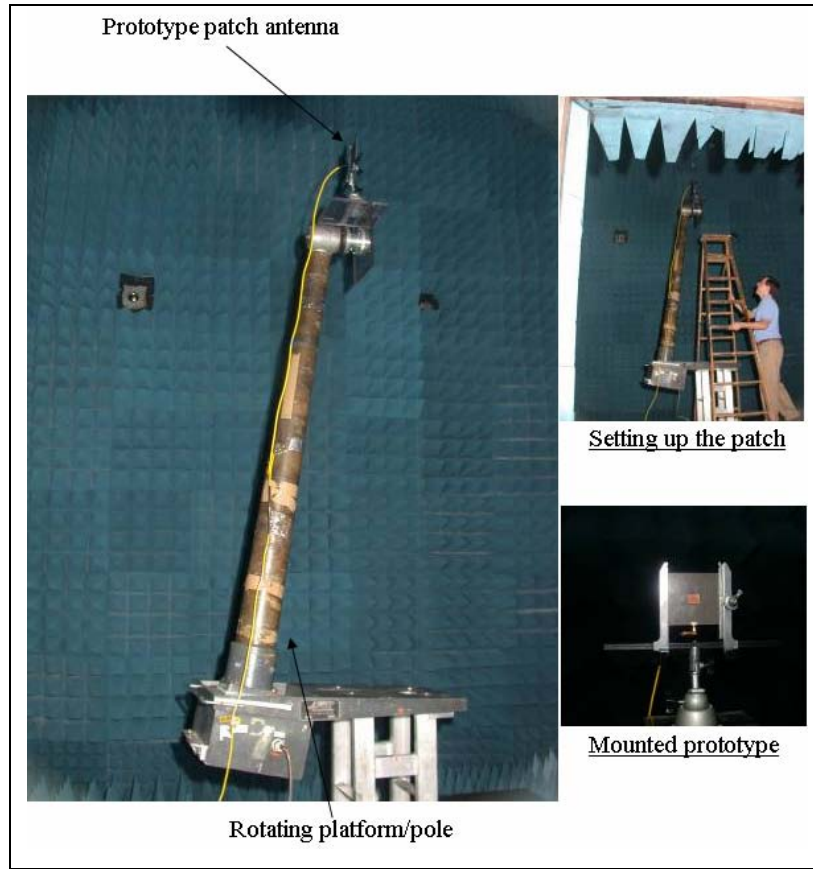 Prototype patch antenna
Setting up the patch
Mounted prototype
Rotating platform/pole